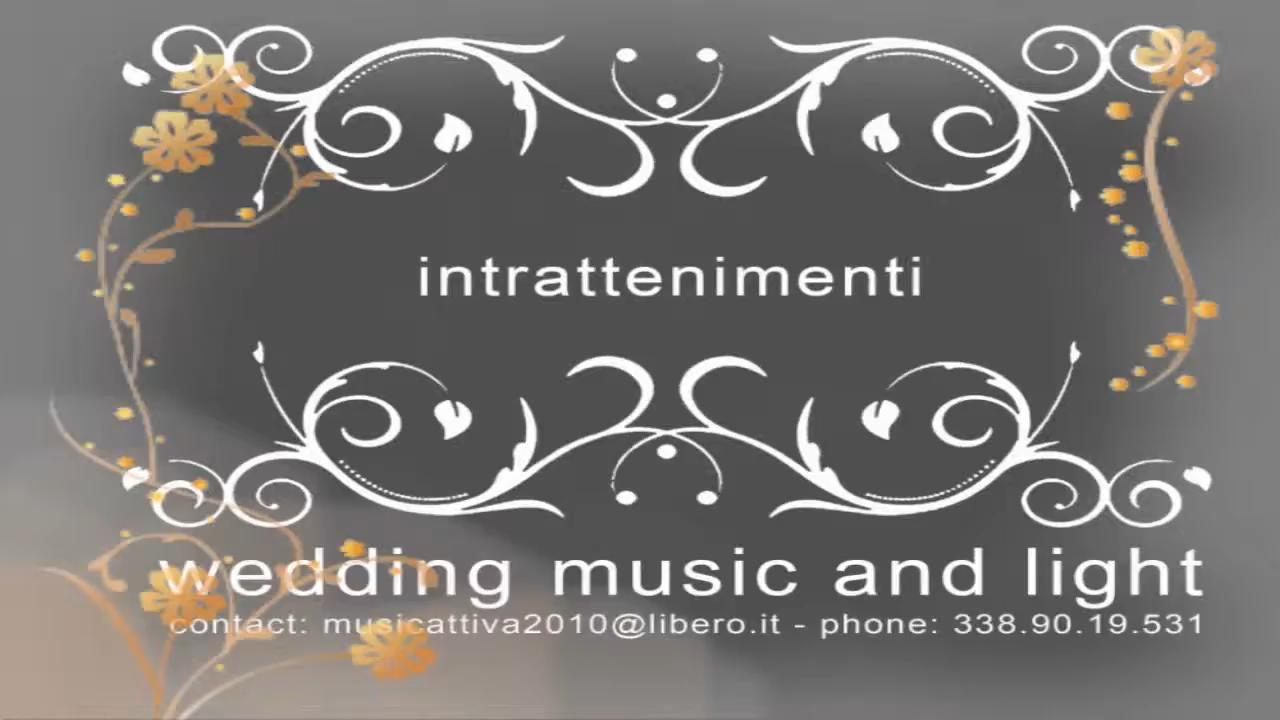 intrattenimenti
wedding music and light
contact: musicattiva2010@libero.it - phone: 338.90.19.531